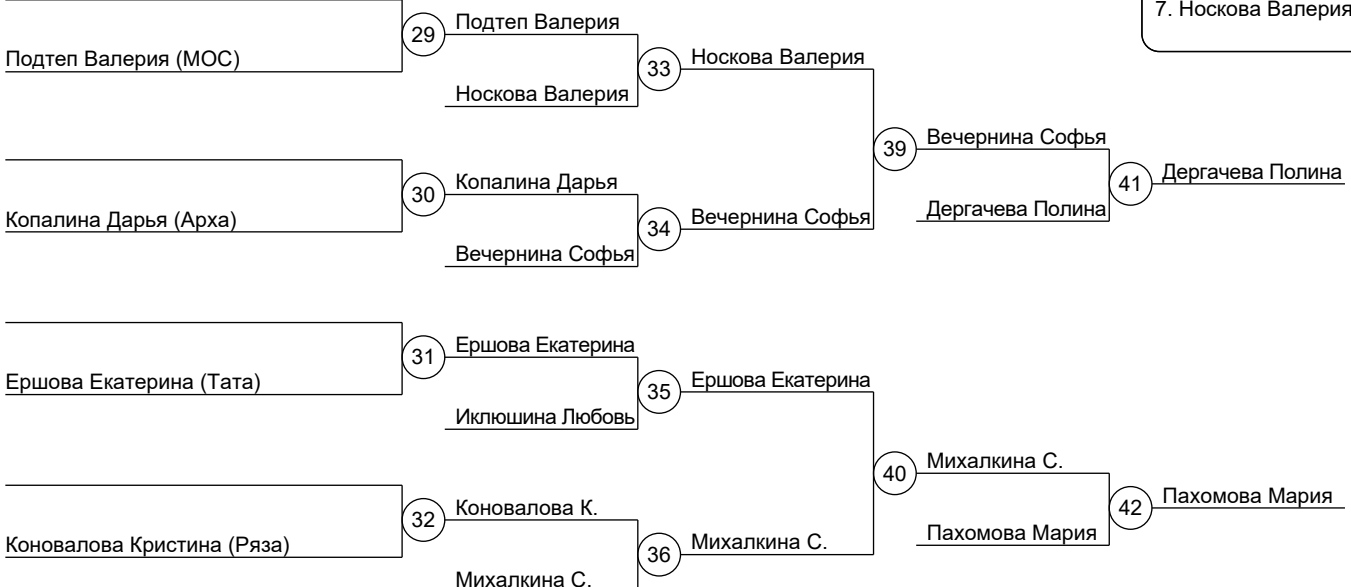 7. Носкова Валерия
29
Подтеп Валерия
Подтеп Валерия (МОС)
33
Носкова Валерия
Носкова Валерия
39
Вечернина Софья
30
Копалина Дарья
41
Дергачева Полина
Копалина Дарья (Арха)
34
Вечернина Софья
Дергачева Полина
Вечернина Софья
31
Ершова Екатерина
Ершова Екатерина (Тата)
35
Ершова Екатерина
Иклюшина Любовь
40
Михалкина С.
32
Коновалова К.
42
Пахомова Мария
Коновалова Кристина (Ряза)
36
Михалкина С.
Пахомова Мария
Михалкина С.